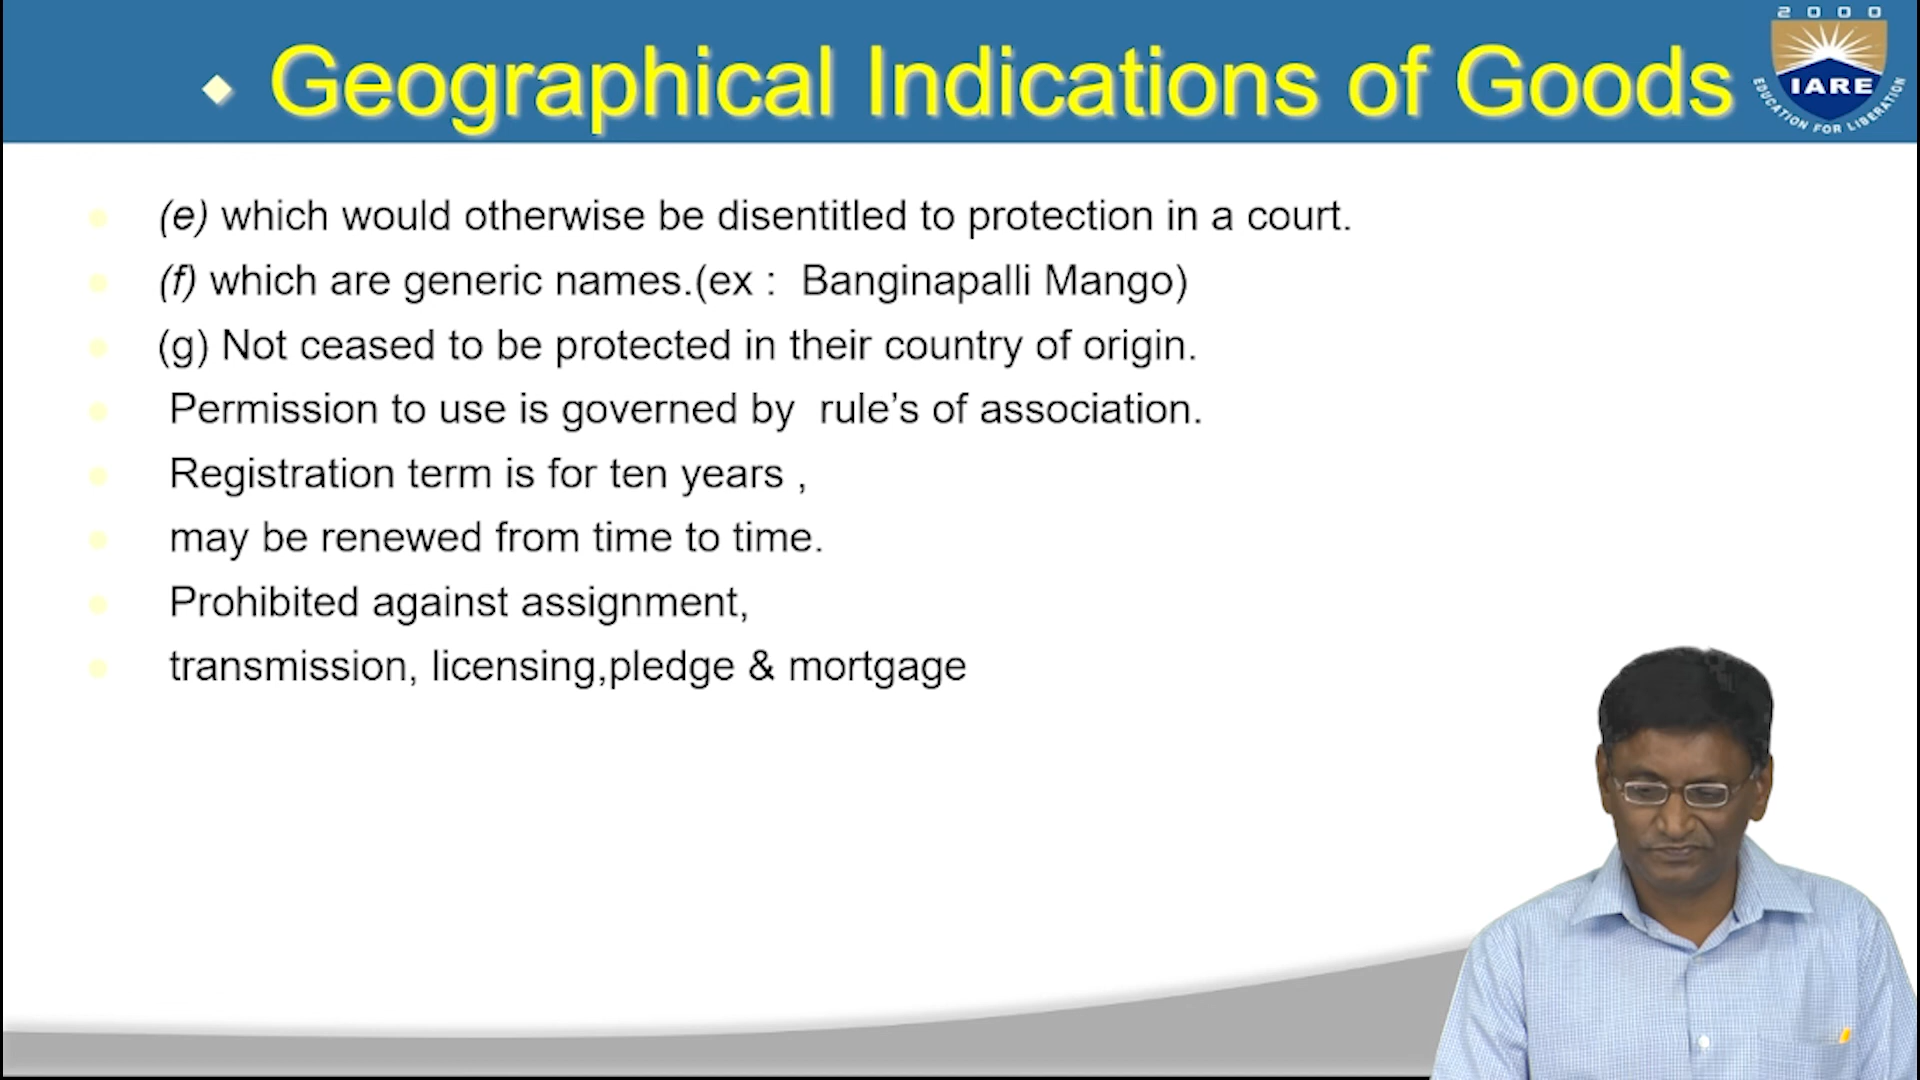 Geographical Indications of Goods
2000
IARE
EDUCATION FOR LIBERATION
(e) which would otherwise be disentitled to protection in a court.
(f) which are generic names.(ex :  Banginapalli Mango)
(g) Not ceased to be protected in their country of origin.
Permission to use is governed by  rule’s of association.
Registration term is for ten years ,
may be renewed from time to time.
Prohibited against assignment,
transmission, licensing,pledge & mortgage